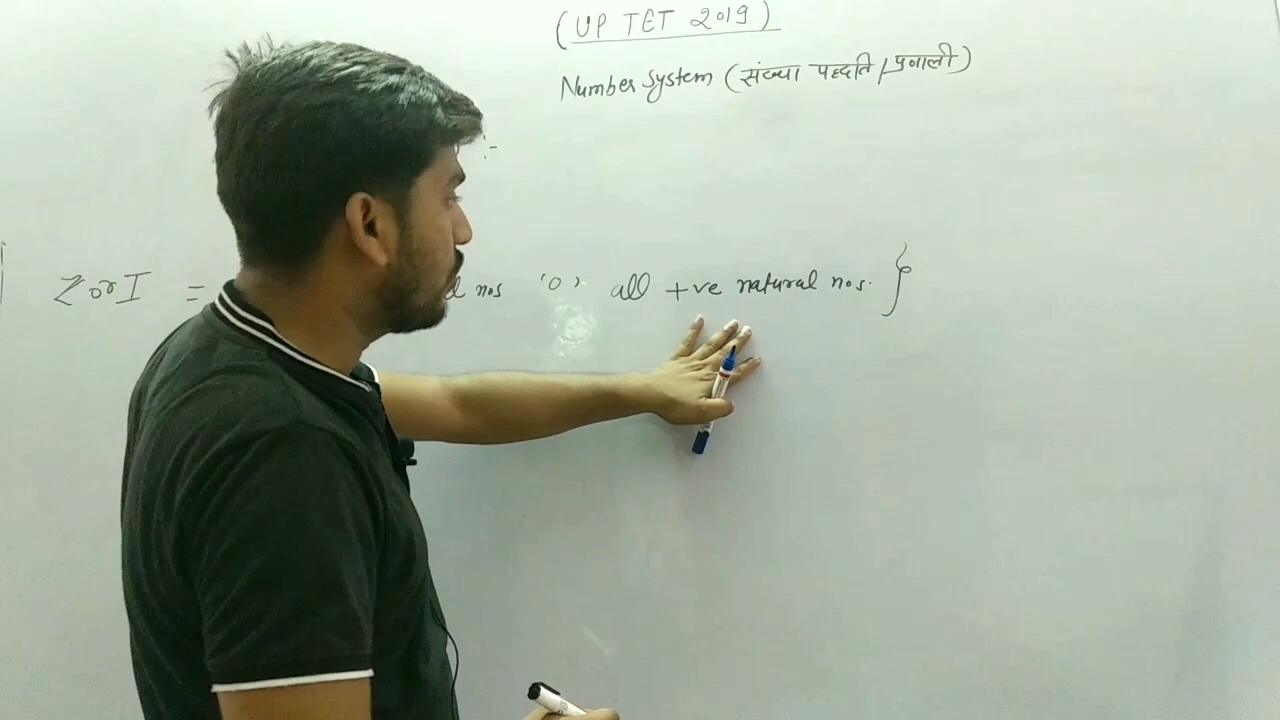 (UP TET 2019)
Number System (संख्या पद्धति / प्रणाली)
:-
Z or I = nos '0', all +ve natural nos. }